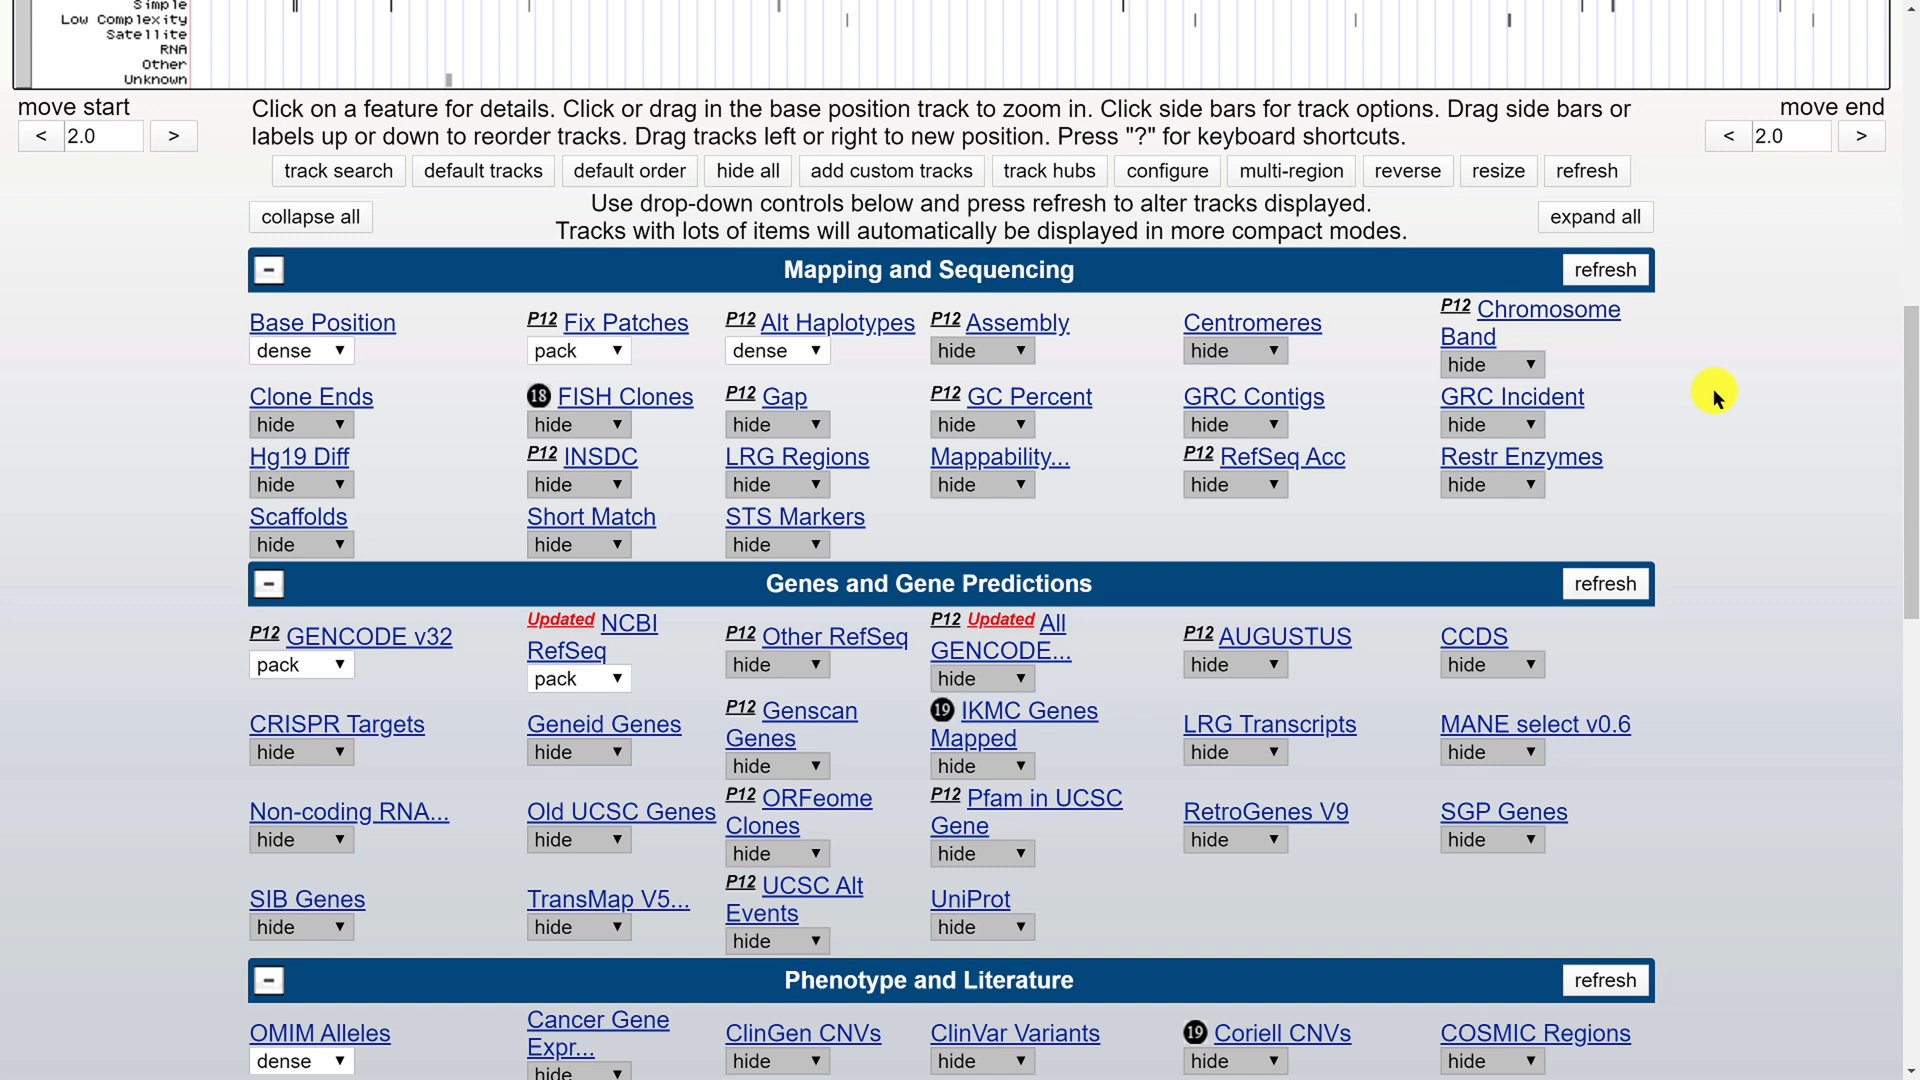 Simple
Low Complexity
Satellite
RNA
Other
Unknown
move start
< 2.0 >
Click on a feature for details. Click or drag in the base position track to zoom in. Click side bars for track options. Drag side bars or
labels up or down to reorder tracks. Drag tracks left or right to new position. Press "?" for keyboard shortcuts.
move end
< 2.0 >
track search default tracks default order hide all add custom tracks track hubs configure multi-region reverse resize refresh
collapse all
Use drop-down controls below and press refresh to alter tracks displayed.
Tracks with lots of items will automatically be displayed in more compact modes.
expand all
- Mapping and Sequencing refresh
Base Position
dense
P12 Fix Patches
pack
P12 Alt Haplotypes
dense
P12 Assembly
hide
Centromeres
hide
P12 Chromosome
Band
hide
Clone Ends
hide
18 FISH Clones
hide
P12 Gap
hide
P12 GC Percent
hide
GRC Contigs
hide
GRC Incident
hide
Hg19 Diff
hide
P12 INSDC
hide
LRG Regions
hide
Mappability...
hide
P12 RefSeq Acc
hide
Restr Enzymes
hide
Scaffolds
hide
Short Match
hide
STS Markers
hide
- Genes and Gene Predictions refresh
P12 GENCODE v32
pack
Updated NCBI
RefSeq
pack
P12 Other RefSeq
hide
P12 Updated All
GENCODE...
hide
P12 AUGUSTUS
hide
CCDS
hide
CRISPR Targets
hide
Geneid Genes
hide
P12 Genscan
Genes
hide
19 IKMC Genes
Mapped
hide
LRG Transcripts
hide
MANE select v0.6
hide
Non-coding RNA...
hide
Old UCSC Genes
hide
P12 ORFeome
Clones
hide
P12 Pfam in UCSC
Gene
hide
RetroGenes V9
hide
SGP Genes
hide
SIB Genes
hide
TransMap V5...
hide
P12 UCSC Alt
Events
hide
UniProt
hide
- Phenotype and Literature refresh
OMIM Alleles
dense
Cancer Gene
Expr...
hide
ClinGen CNVs
hide
ClinVar Variants
hide
19 Coriell CNVs
hide
COSMIC Regions
hide